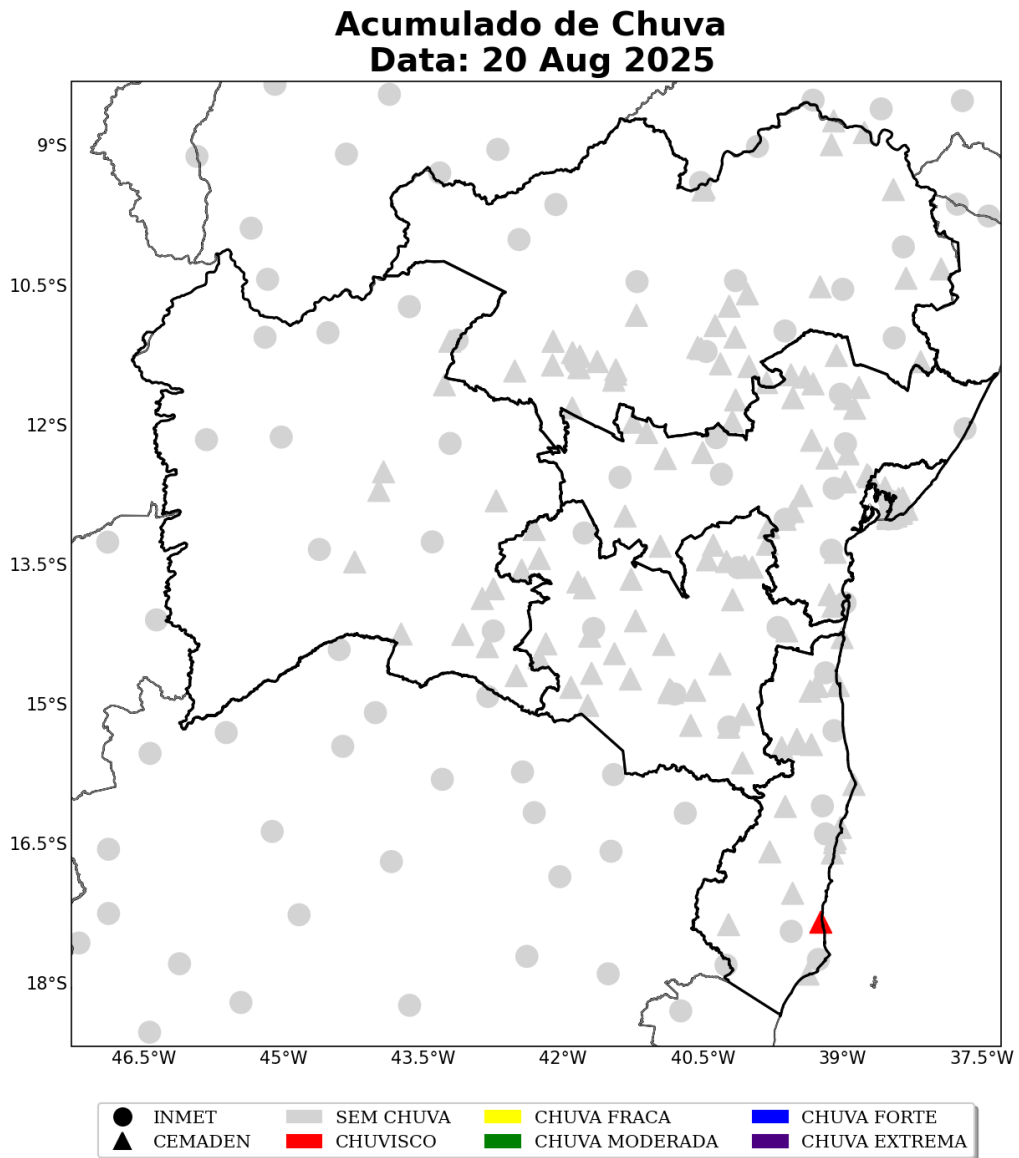 Acumulado de Chuva
Data: 20 Aug 2025
9°S
10.5°S
12°S
13.5°S
15°S
16.5°S
18°S
46.5°W 45°W 43.5°W 42°W 40.5°W 39°W 37.5°W
INMET SEM CHUVA CHUVA FRACA CHUVA FORTE
CEMADEN CHUVISCO CHUVA MODERADA CHUVA EXTREMA